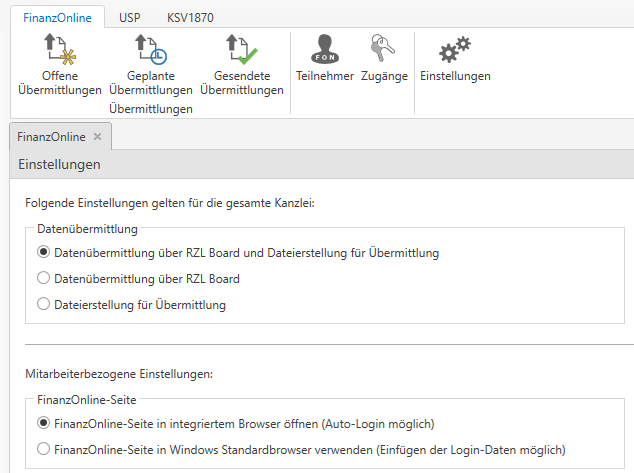 FinanzOnline USP KSV1870
Offene Übermittlungen
Geplante Übermittlungen
Gesendete Übermittlungen
FON
Teilnehmer
Zugänge
Einstellungen
Übermittlungen
FinanzOnline ×
Einstellungen
Folgende Einstellungen gelten für die gesamte Kanzlei:
Datenübermittlung
Datenübermittlung über RZL Board und Dateierstellung für Übermittlung
Datenübermittlung über RZL Board
Dateierstellung für Übermittlung
Mitarbeiterbezogene Einstellungen:
FinanzOnline-Seite
FinanzOnline-Seite in integriertem Browser öffnen (Auto-Login möglich)
FinanzOnline-Seite in Windows Standardbrowser verwenden (Einfügen der Login-Daten möglich)